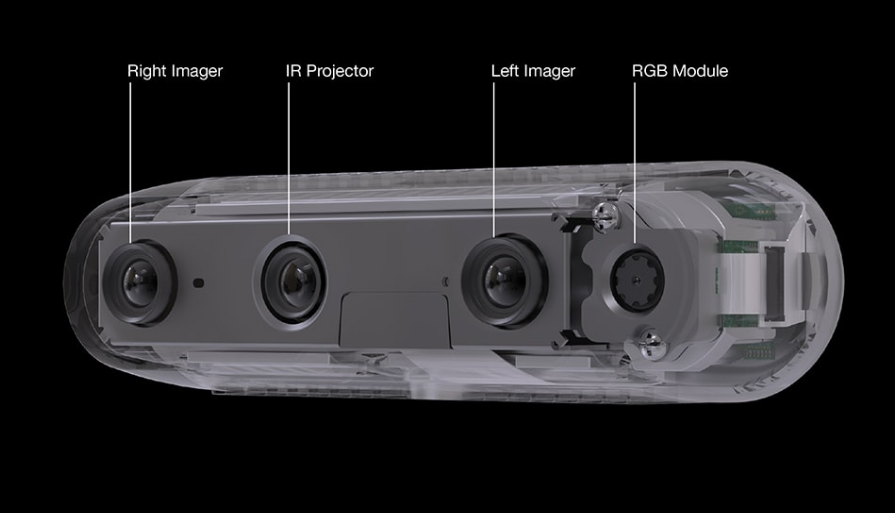 Right Imager
IR Projector
Left Imager
RGB Module